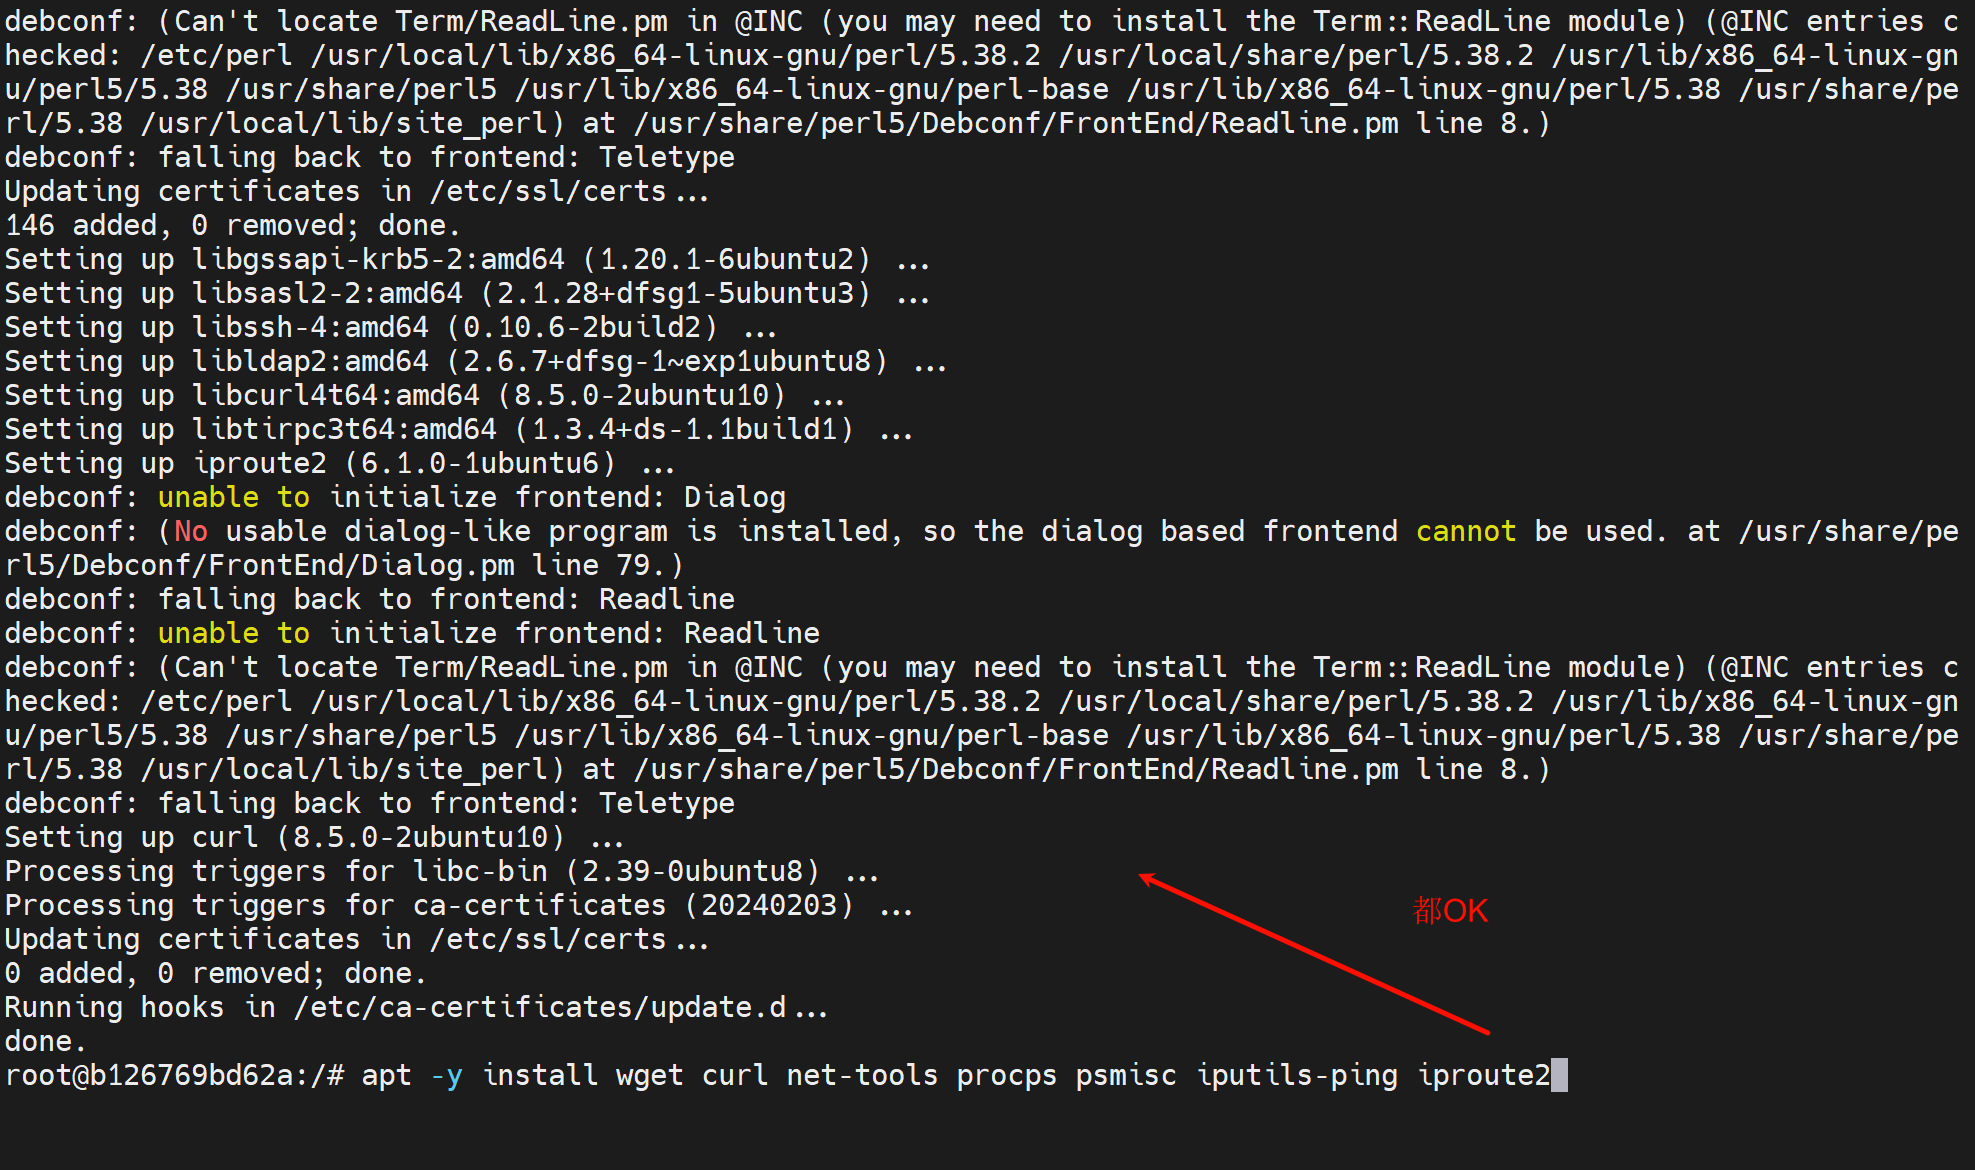 debconf: (Can't locate Term/ReadLine.pm in @INC (you may need to install the Term::ReadLine module) (@INC entries c
hecked: /etc/perl /usr/local/lib/x86_64-linux-gnu/perl/5.38.2 /usr/local/share/perl/5.38.2 /usr/lib/x86_64-linux-gn
u/perl5/5.38 /usr/share/perl5 /usr/lib/x86_64-linux-gnu/perl-base /usr/lib/x86_64-linux-gnu/perl/5.38 /usr/share/pe
rl/5.38 /usr/local/lib/site_perl) at /usr/share/perl5/Debconf/FrontEnd/Readline.pm line 8.)
debconf: falling back to frontend: Teletype
Updating certificates in /etc/ssl/certs...
146 added, 0 removed; done.
Setting up libgssapi-krb5-2:amd64 (1.20.1-6ubuntu2) ...
Setting up libsasl2-2:amd64 (2.1.28+dfsg1-5ubuntu3) ...
Setting up libssh-4:amd64 (0.10.6-2build2) ...
Setting up libldap2:amd64 (2.6.7+dfsg-1~exp1ubuntu8) ...
Setting up libcurl4t64:amd64 (8.5.0-2ubuntu10) ...
Setting up libtirpc3t64:amd64 (1.3.4+ds-1.1build1) ...
Setting up iproute2 (6.1.0-1ubuntu6) ...
debconf: unable to initialize frontend: Dialog
debconf: (No usable dialog-like program is installed, so the dialog based frontend cannot be used. at /usr/share/pe
rl5/Debconf/FrontEnd/Dialog.pm line 79.)
debconf: falling back to frontend: Readline
debconf: unable to initialize frontend: Readline
debconf: (Can't locate Term/ReadLine.pm in @INC (you may need to install the Term::ReadLine module) (@INC entries c
hecked: /etc/perl /usr/local/lib/x86_64-linux-gnu/perl/5.38.2 /usr/local/share/perl/5.38.2 /usr/lib/x86_64-linux-gn
u/perl5/5.38 /usr/share/perl5 /usr/lib/x86_64-linux-gnu/perl-base /usr/lib/x86_64-linux-gnu/perl/5.38 /usr/share/pe
rl/5.38 /usr/local/lib/site_perl) at /usr/share/perl5/Debconf/FrontEnd/Readline.pm line 8.)
debconf: falling back to frontend: Teletype
Setting up curl (8.5.0-2ubuntu10) ...
Processing triggers for libc-bin (2.39-0ubuntu8) ...
Processing triggers for ca-certificates (20240203) ...
都OK
Updating certificates in /etc/ssl/certs...
0 added, 0 removed; done.
Running hooks in /etc/ca-certificates/update.d...
done.
root@b126769bd62a:/# apt -y install wget curl net-tools procps psmisc iputils-ping iproute2